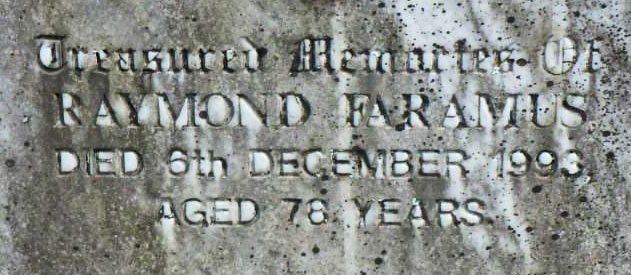 Treasured Memories Of
RAYMOND FARAMUS
DIED 6th DECEMBER 1993
AGED 78 YEARS